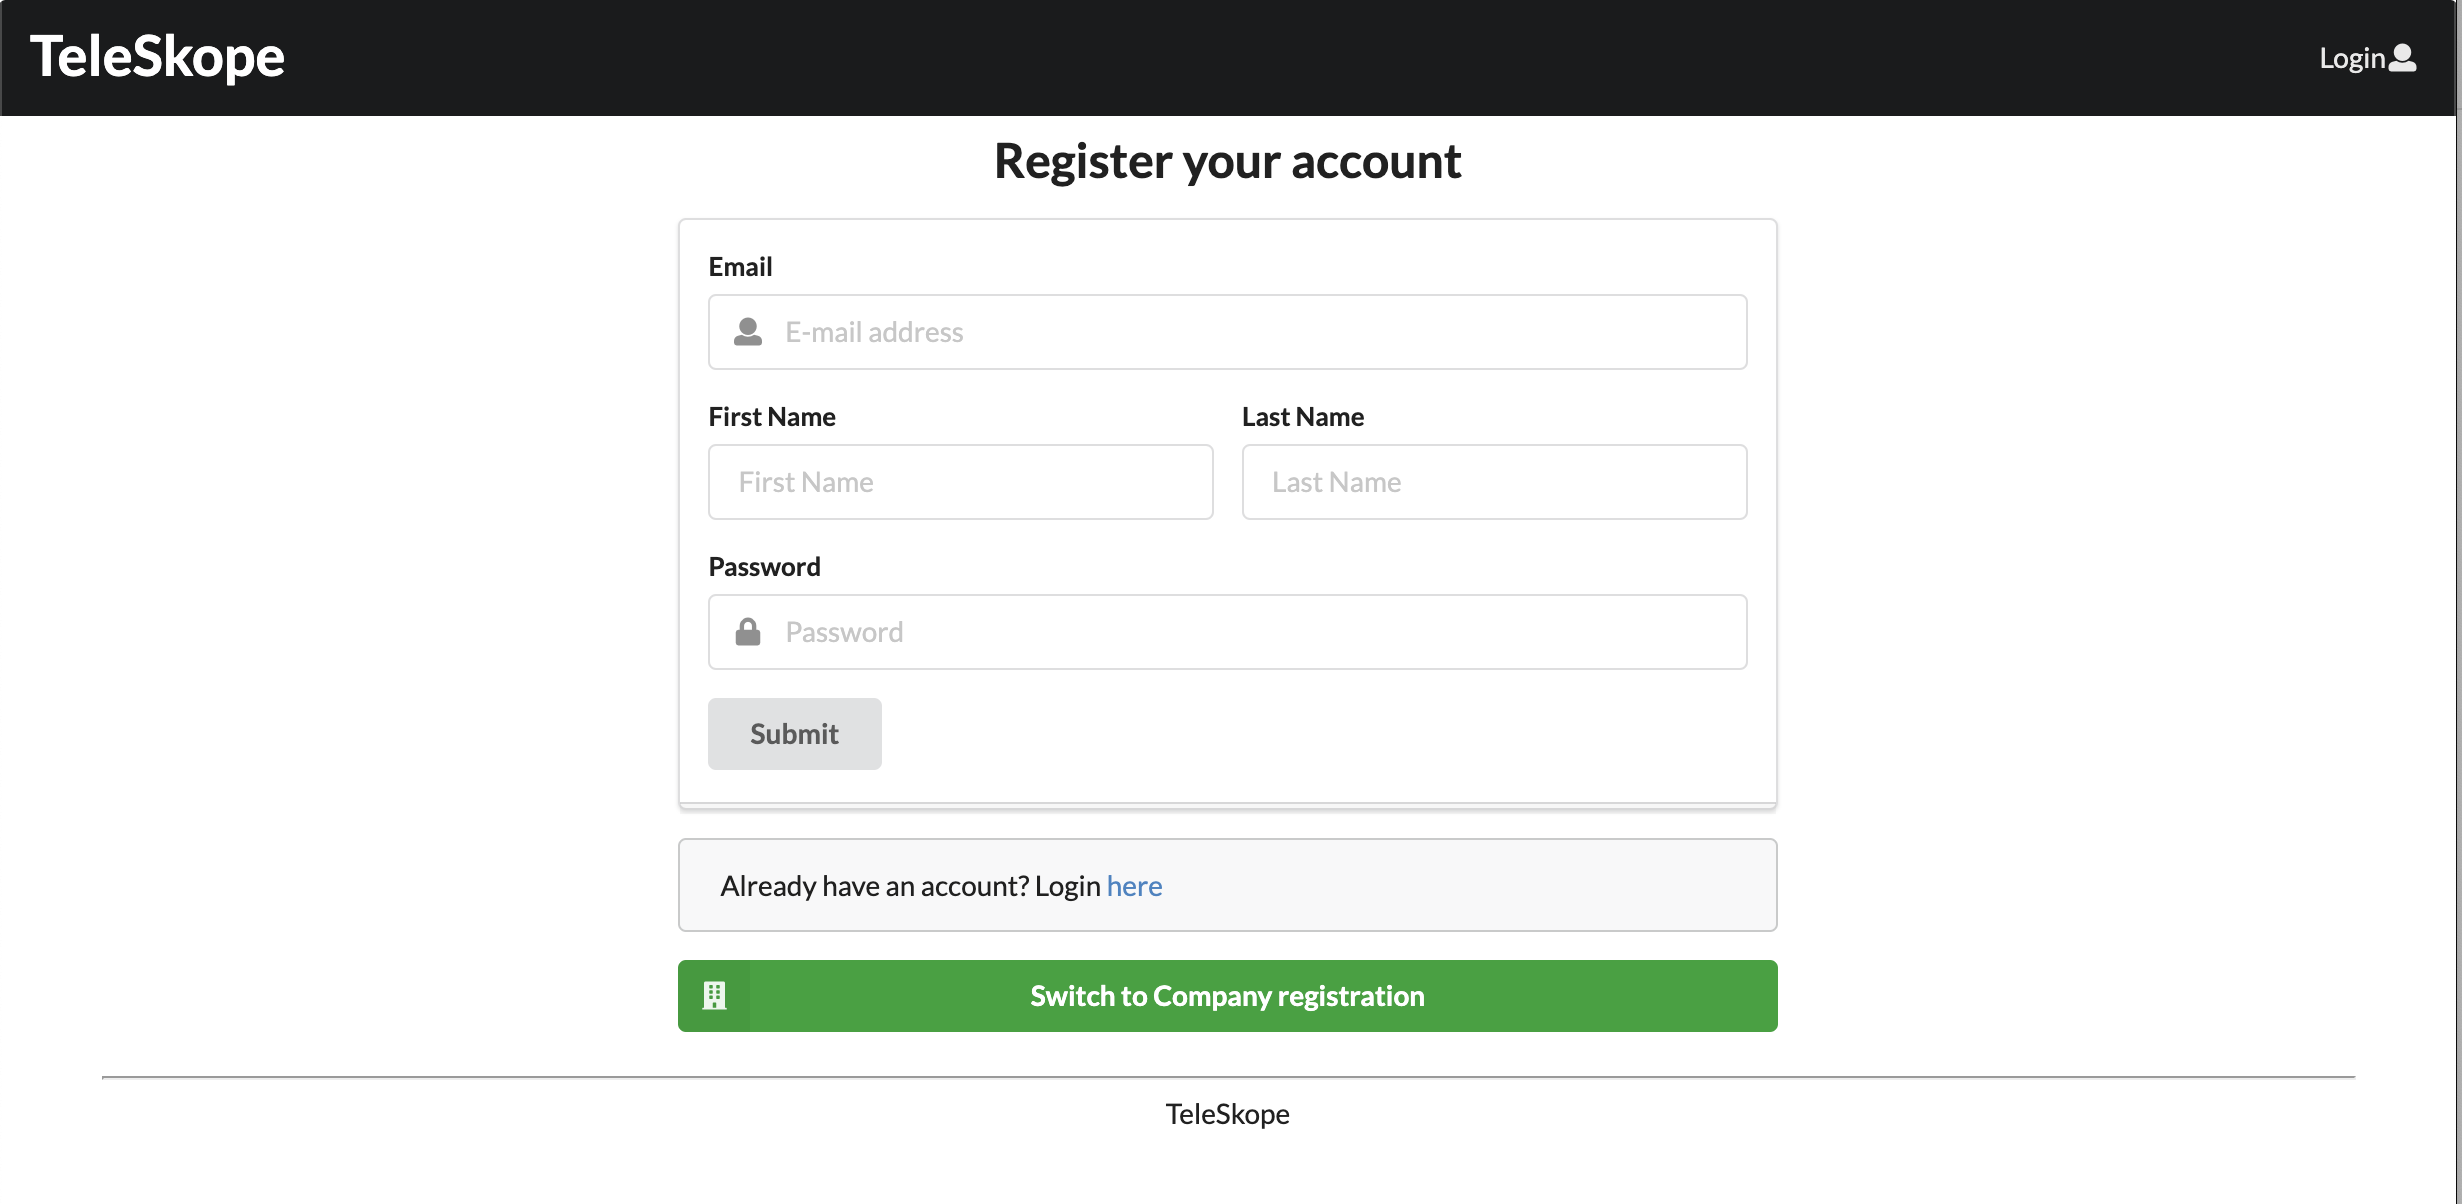 TeleSkope
Login
Register your account
Email
E-mail address
First Name
Last Name
First Name
Last Name
Password
Password
Submit
Already have an account? Login here
Switch to Company registration
TeleSkope